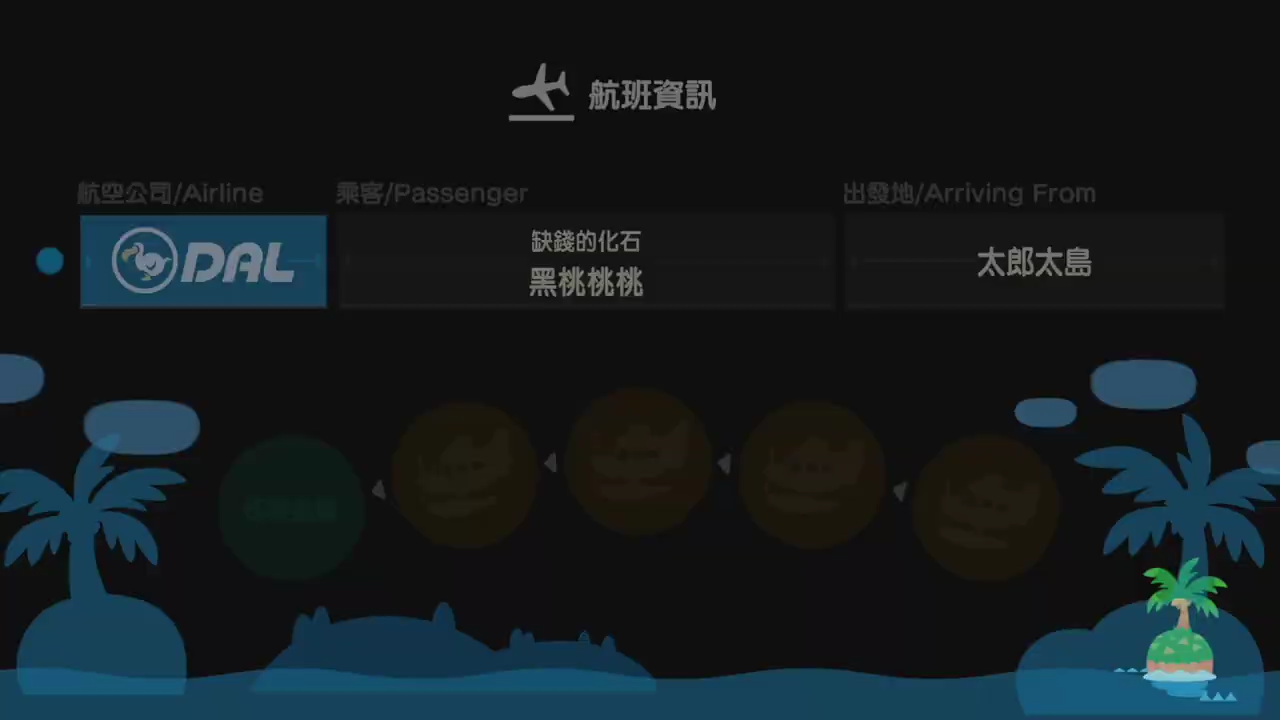 航班資訊
航空公司/Airline
乘客/Passenger
出發地/Arriving From
DAL
缺錢的化石
黑桃桃桃
太郎太島